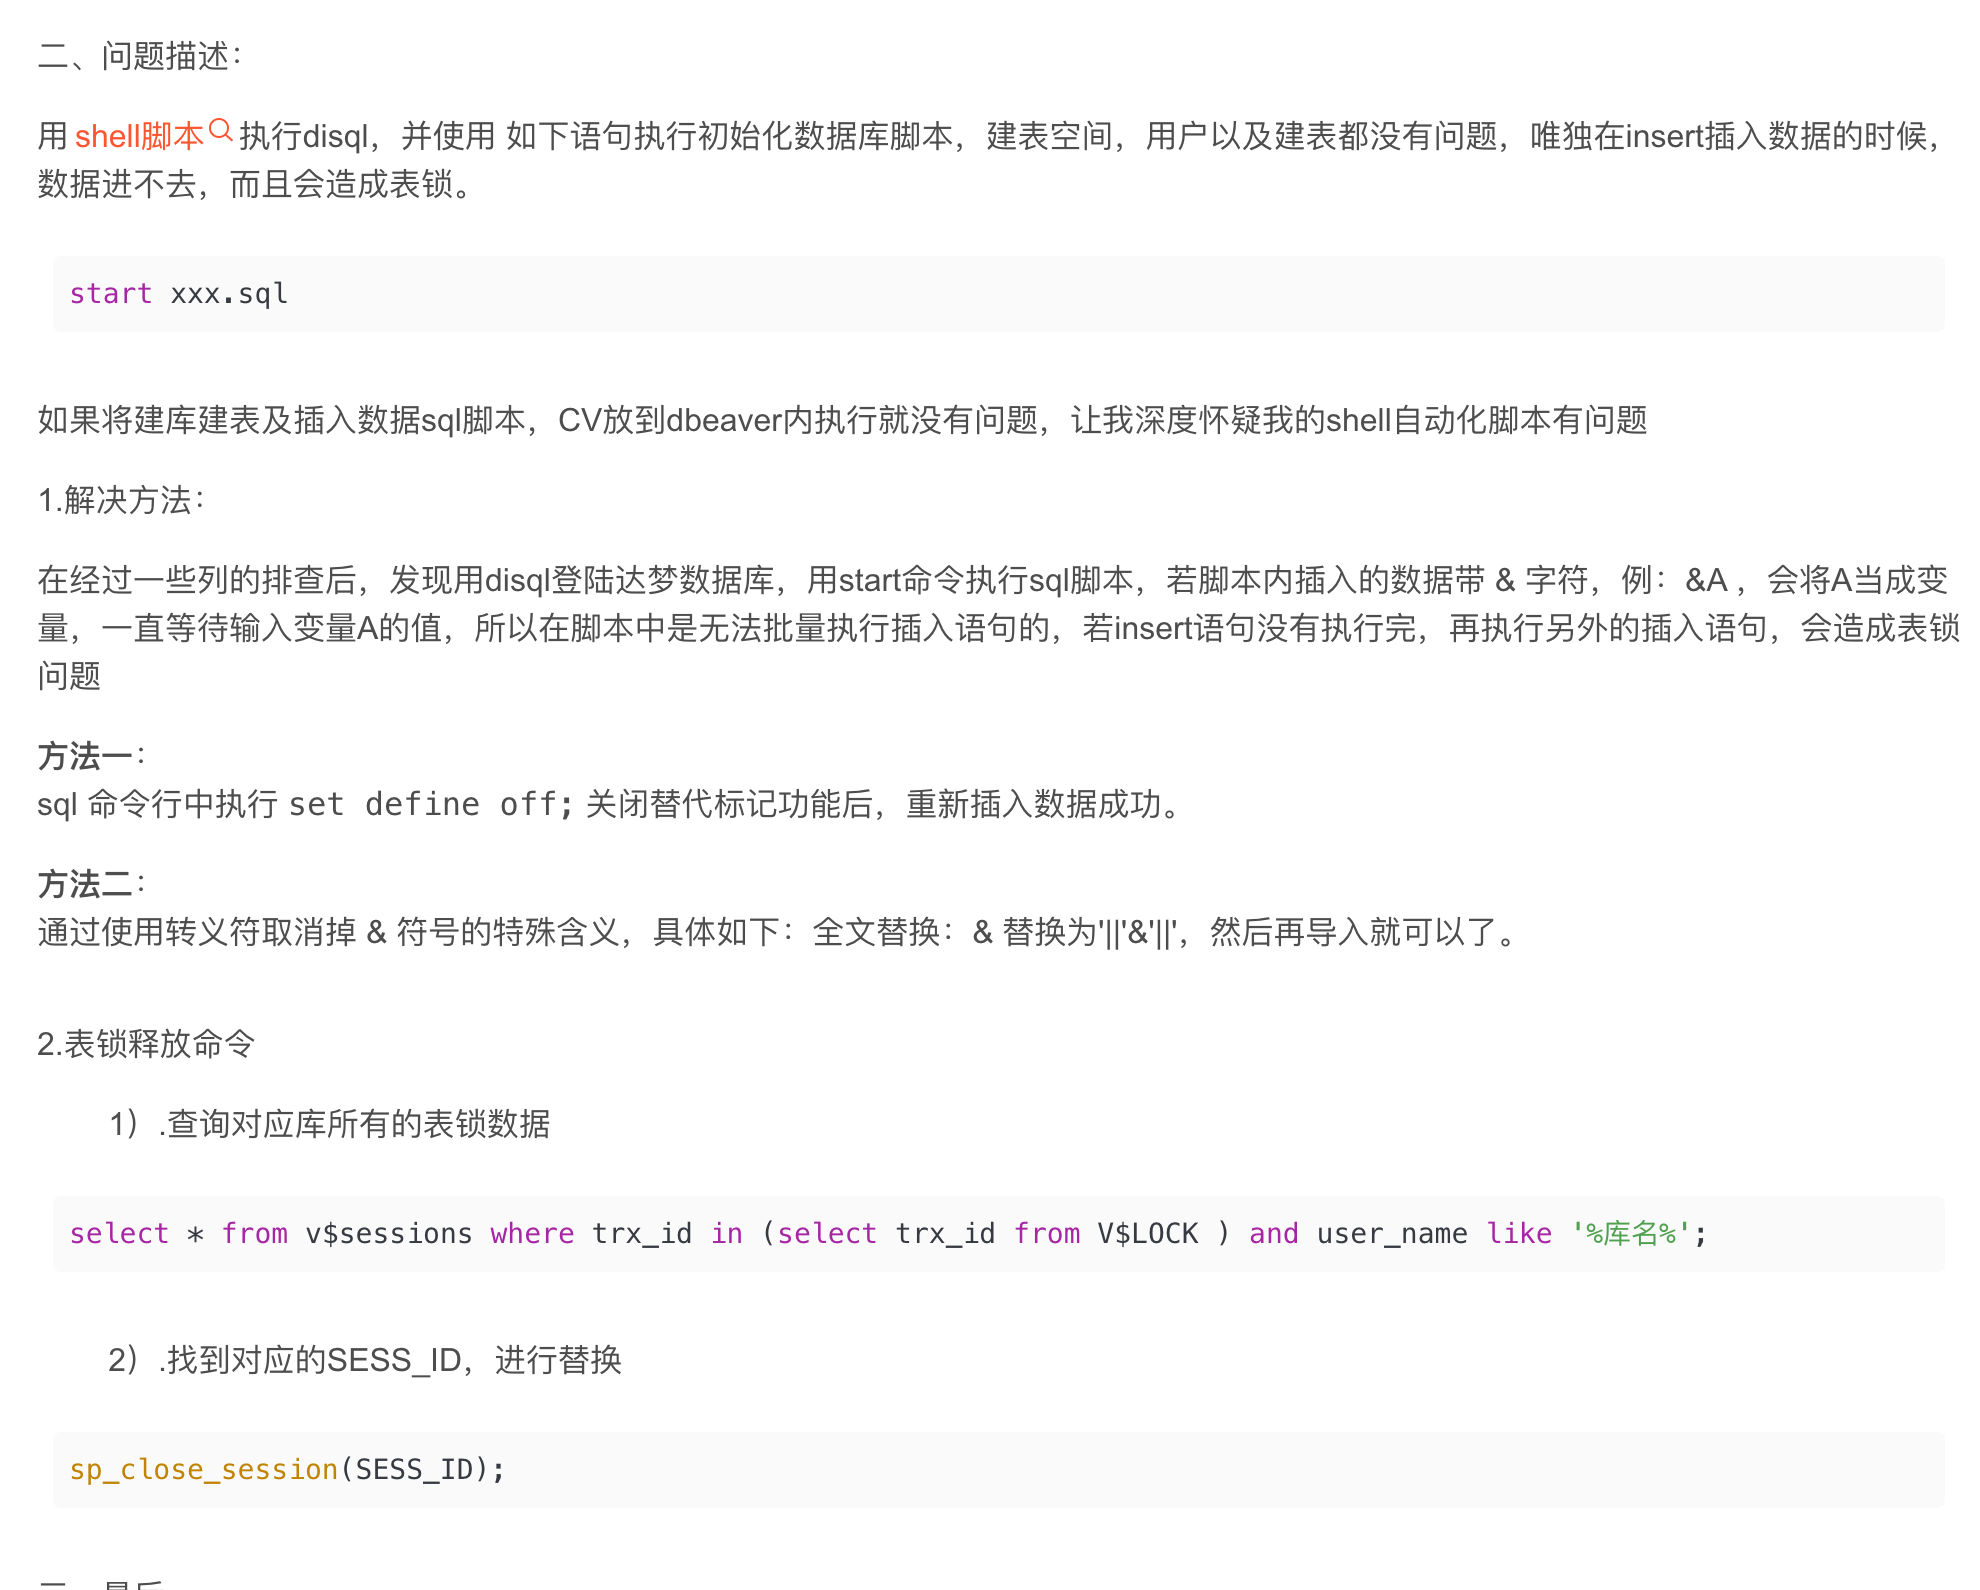 二、问题描述：
用 shell脚本 执行disql，并使用 如下语句执行初始化数据库脚本，建表空间，用户以及建表都没有问题，唯独在insert插入数据的时候，
数据进不去，而且会造成表锁。
start xxx.sql
如果将建库建表及插入数据sql脚本，CV放到dbeaver内执行就没有问题，让我深度怀疑我的shell自动化脚本有问题
1.解决方法：
在经过一些列的排查后，发现用disql登陆达梦数据库，用start命令执行sql脚本，若脚本内插入的数据带 & 字符，例：&A ，会将A当成变
量，一直等待输入变量A的值，所以在脚本中是无法批量执行插入语句的，若insert语句没有执行完，再执行另外的插入语句，会造成表锁
问题
方法一：
sql 命令行中执行 set define off; 关闭替代标记功能后，重新插入数据成功。
方法二：
通过使用转义符取消掉 & 符号的特殊含义，具体如下：全文替换：& 替换为'||'&'||'，然后再导入就可以了。
2.表锁释放命令
1）.查询对应库所有的表锁数据
select * from v$sessions where trx_id in (select trx_id from V$LOCK ) and user_name like '%库名%';
2）.找到对应的SESS_ID，进行替换
sp_close_session(SESS_ID);